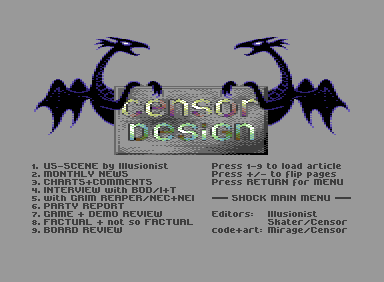 censor
DESIGN
1. US-SCENE by Illusionist
2. MONTHLY NEWS
3. CHARTS+COMMENTS
4. INTERVIEW with BOD/I+T
5. with GRIM REAPER/NEC+NEI
6. PARTY REPORT
7. GAME + DEMO REVIEW
8. FACTUAL + not so FACTUAL
9. BOARD REVIEW
Press 1-9 to load article
Press +/- to flip pages
Press RETURN for MENU
SHOCK MAIN MENU
Editors: Illusionist
Skater/Censor
code+art: Mirage/Censor